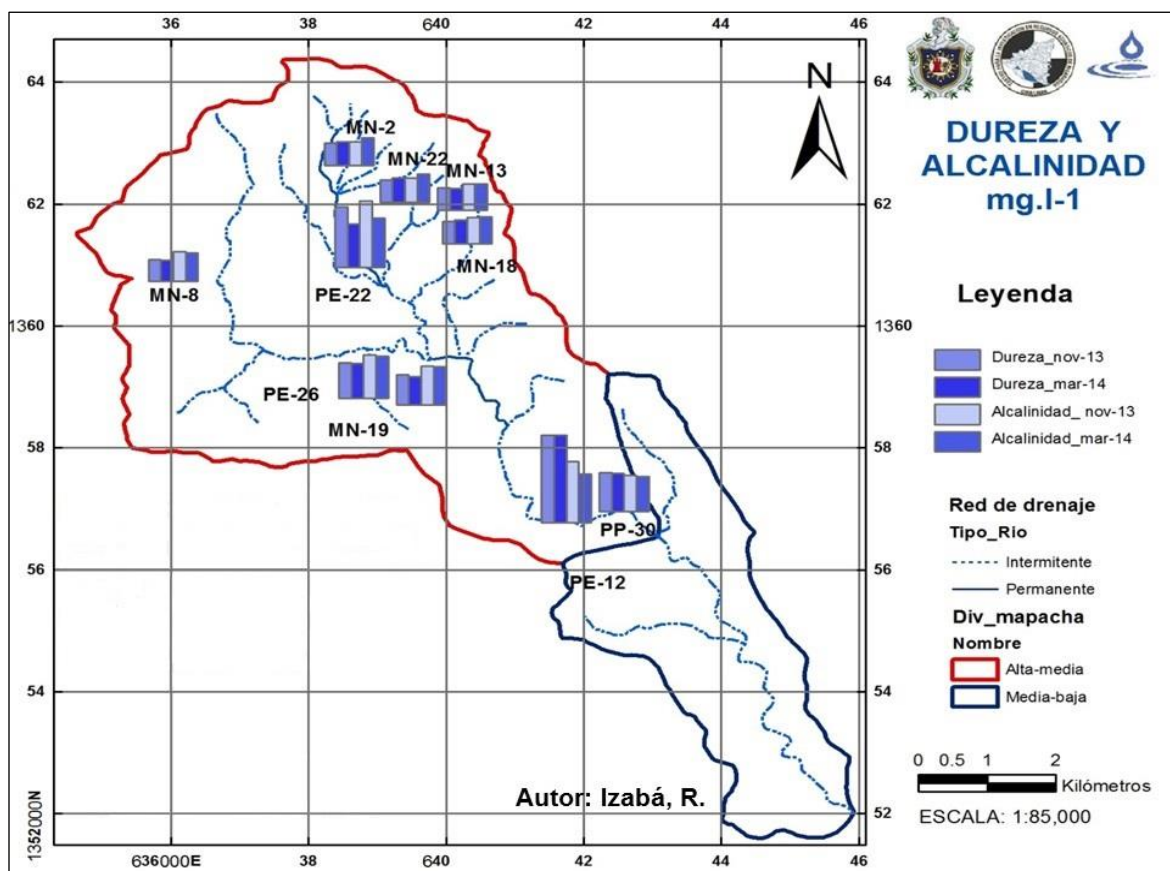 36
38
640
42
44
46
64
62
1360
58
56
54
1352000N
64
62
1360
58
56
54
52
636000E
38
640
42
44
46
N
MN-2
MN-22
MN-13
MN-18
MN-8
PE-22
PE-26
MN-19
PP-30
PE-12
Autor: Izabá, R.
DUREZA Y
ALCALINIDAD
mg.l-1
Leyenda
Dureza_nov-13
Dureza_mar-14
Alcalinidad_ nov-13
Alcalinidad_mar-14
Red de drenaje
Tipo_Rio
Intermitente
Permanente
Div_mapacha
Nombre
Alta-media
Media-baja
0 0.5 1 2
Kilómetros
ESCALA: 1:85,000